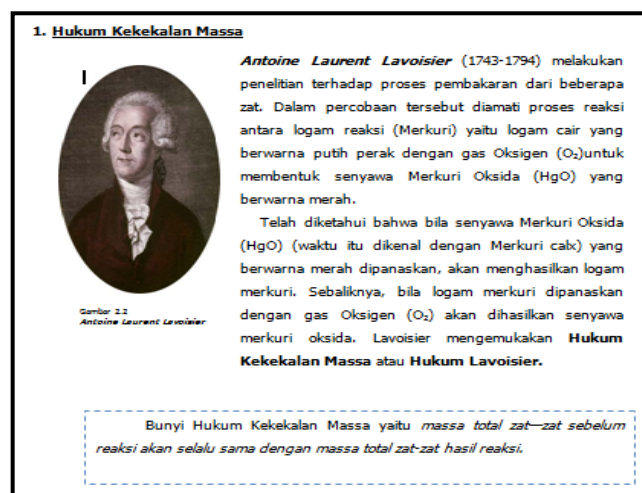 1. Hukum Kekekalan Massa
Antoine Laurent Lavoisier (1743-1794) melakukan
penelitian terhadap proses pembakaran dari beberapa
zat. Dalam percobaan tersebut diamati proses reaksi
antara logam reaksi (Merkuri) yaitu logam cair yang
berwarna putih perak dengan gas Oksigen (O₂)untuk
membentuk senyawa Merkuri Oksida (HgO) yang
berwarna merah.
Telah diketahui bahwa bila senyawa Merkuri Oksida
(HgO) (waktu itu dikenal dengan Merkuri calx) yang
berwarna merah dipanaskan, akan menghasilkan logam
merkuri. Sebaliknya, bila logam merkuri dipanaskan
dengan gas Oksigen (O₂) akan dihasilkan senyawa
merkuri oksida. Lavoisier mengemukakan Hukum
Kekekalan Massa atau Hukum Lavoisier.
Gambar 2.2
Antoine Laurent Lavoisier
Bunyi Hukum Kekekalan Massa yaitu massa total zat—zat sebelum
reaksi akan selalu sama dengan massa total zat-zat hasil reaksi.